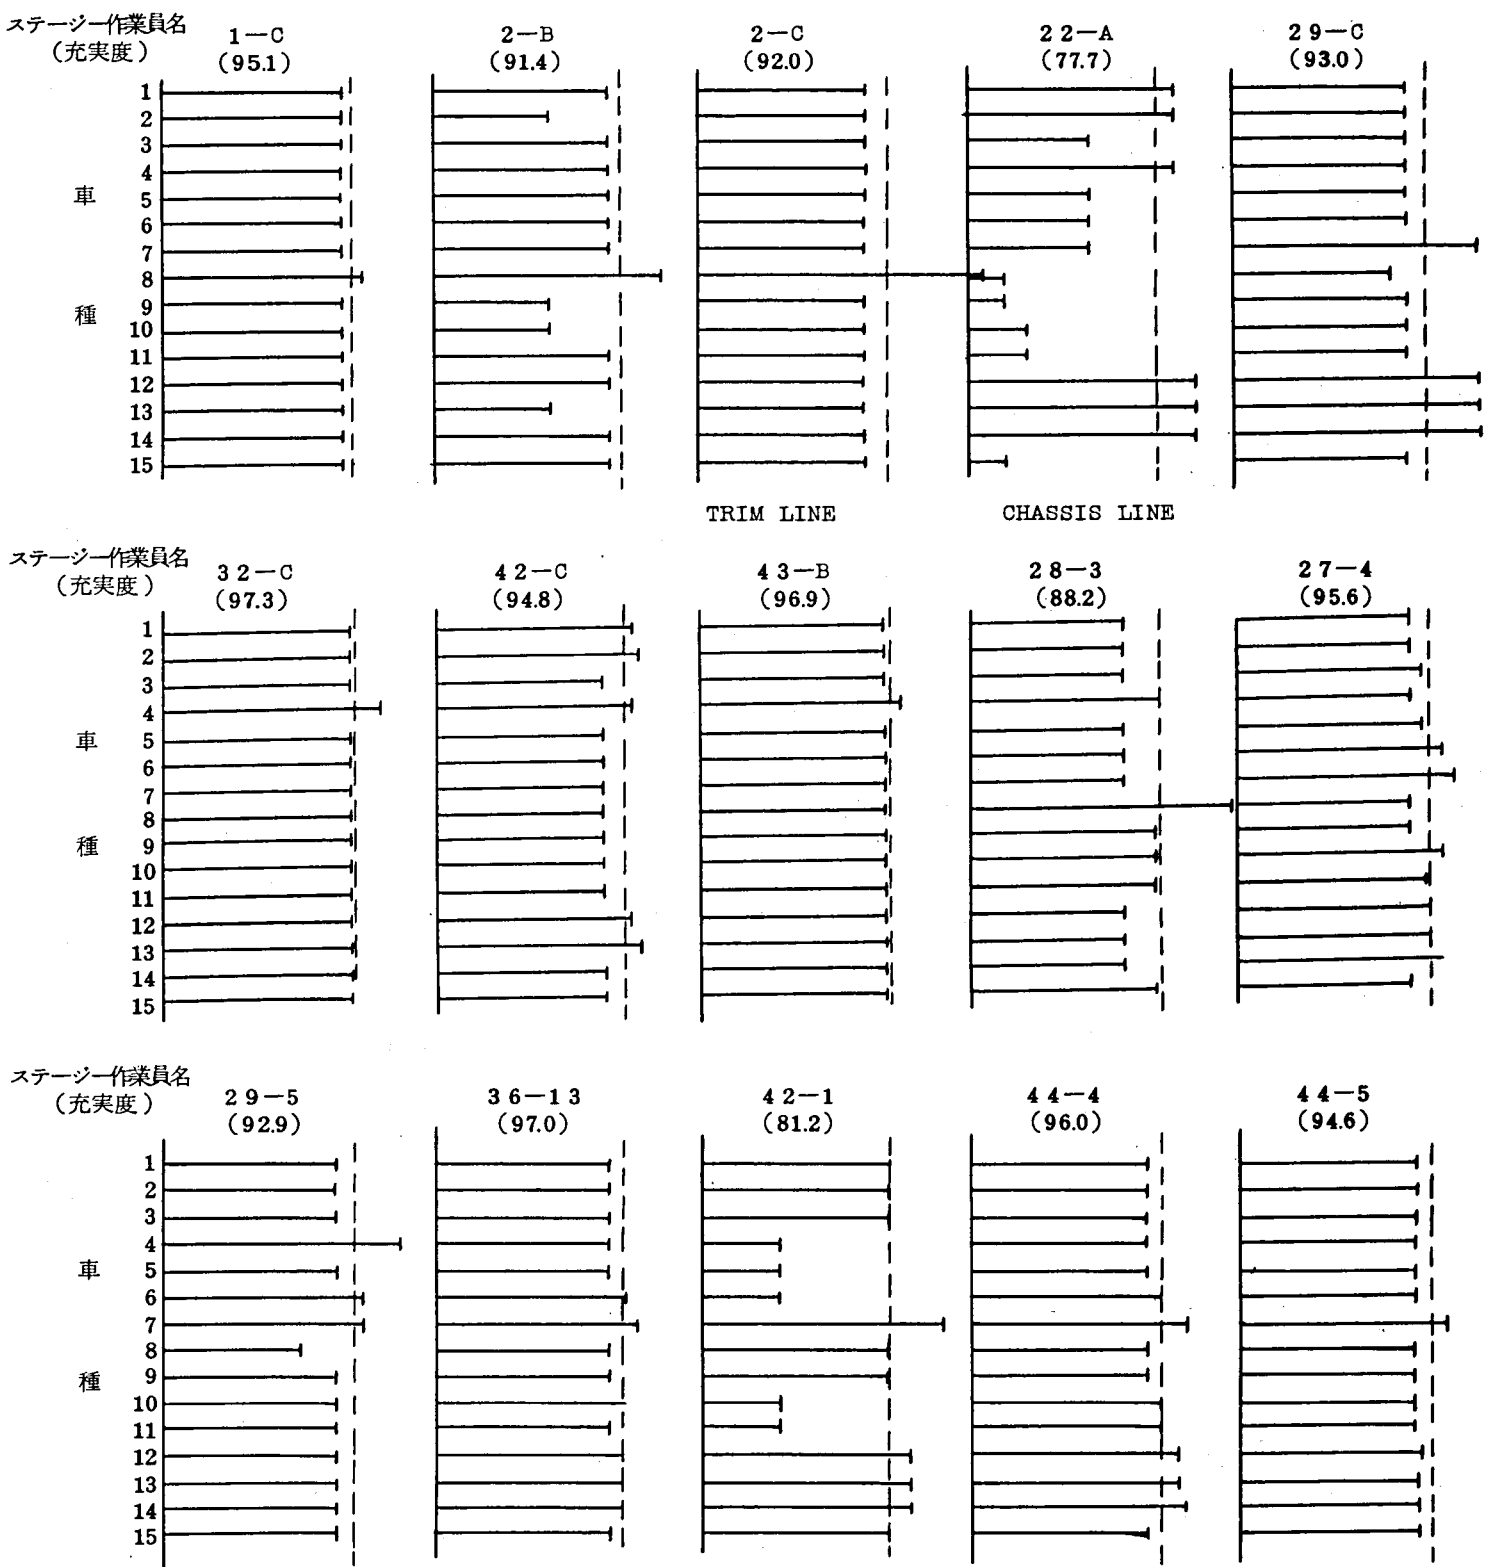 ステージー作業員名
(充実度)
1-C 2-B 2-C 22-A 29-C
(95.1) (91.4) (92.0) (77.7) (93.0)
1
2
3
4
車 5
6
7
8
種 9
10
11
12
13
14
15
TRIM LINE CHASSIS LINE
ステージー作業員名
(充実度)
32-C 42-C 43-B 28-3 27-4
(97.3) (94.8) (96.9) (88.2) (95.6)
1
2
3
4
車 5
6
7
8
種 9
10
11
12
13
14
15
ステージー作業員名
(充実度)
29-5 36-13 42-1 44-4 44-5
(92.9) (97.0) (81.2) (96.0) (94.6)
1
2
3
4
車 5
6
7
8
種 9
10
11
12
13
14
15